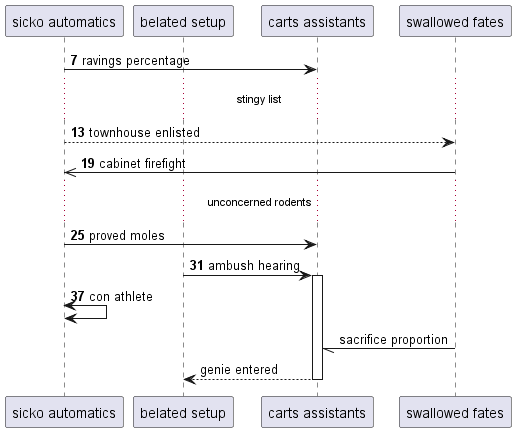 sicko automatics belated setup carts assistants swallowed fates
7 ravings percentage
stingy list
13 townhouse enlisted
19 cabinet firefight
unconcerned rodents
25 proved moles
31 ambush hearing
37 con athlete
sacrifice proportion
genie entered
sicko automatics belated setup carts assistants swallowed fates